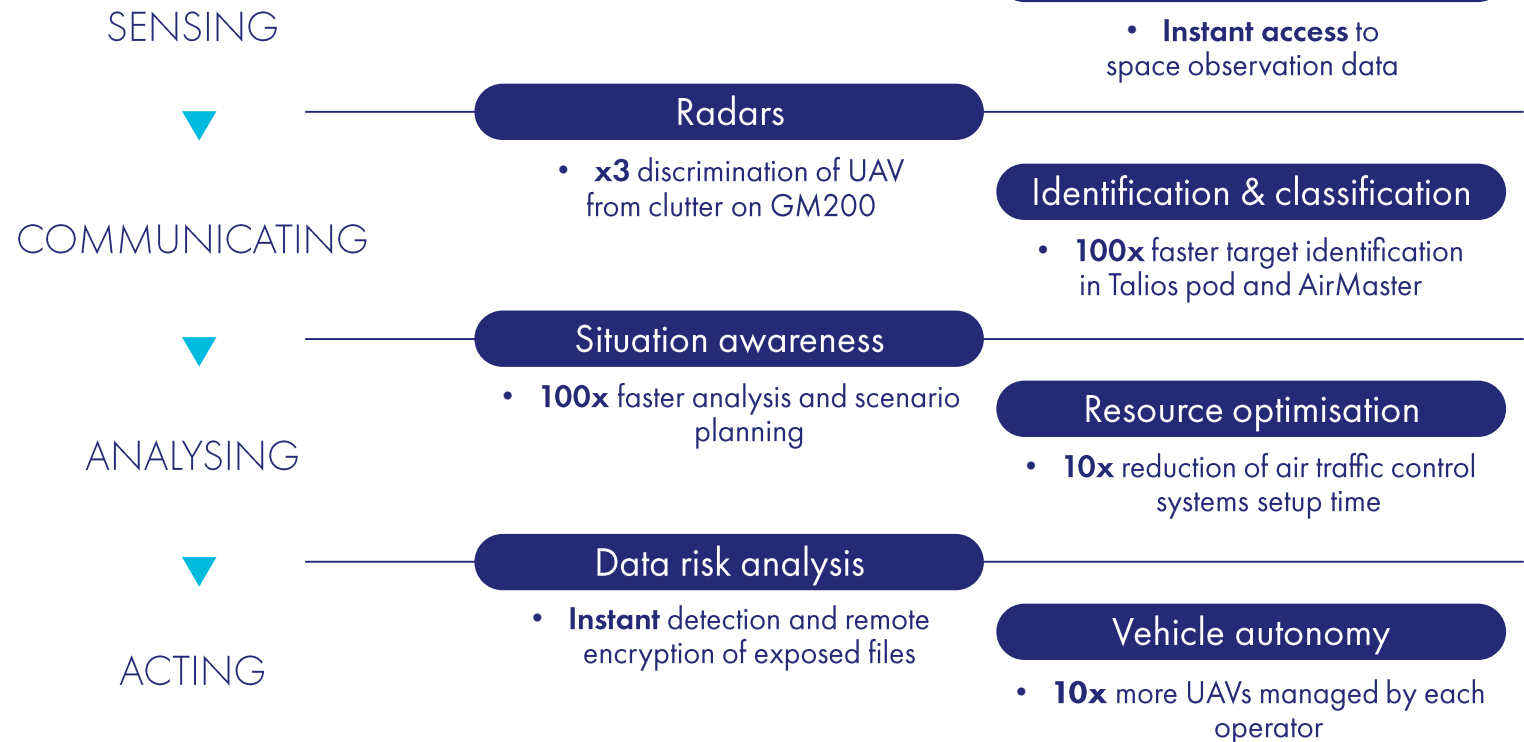 SENSING
• Instant access to
space observation data
Radars
• x3 discrimination of UAV
from clutter on GM200
COMMUNICATING
Identification & classification
• 100x faster target identification
in Talios pod and AirMaster
Situation awareness
• 100x faster analysis and scenario
planning
ANALYSING
Resource optimisation
• 10x reduction of air traffic control
systems setup time
Data risk analysis
• Instant detection and remote
encryption of exposed files
ACTING
Vehicle autonomy
• 10x more UAVs managed by each
operator